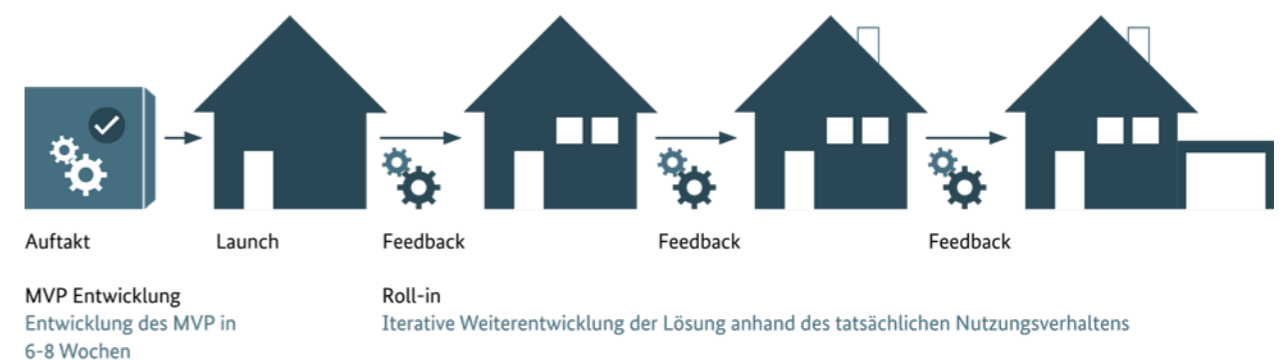 Auftakt
Launch
Feedback
Feedback
Feedback
MVP Entwicklung
Entwicklung des MVP in
6-8 Wochen
Roll-in
Iterative Weiterentwicklung der Lösung anhand des tatsächlichen Nutzungsverhaltens